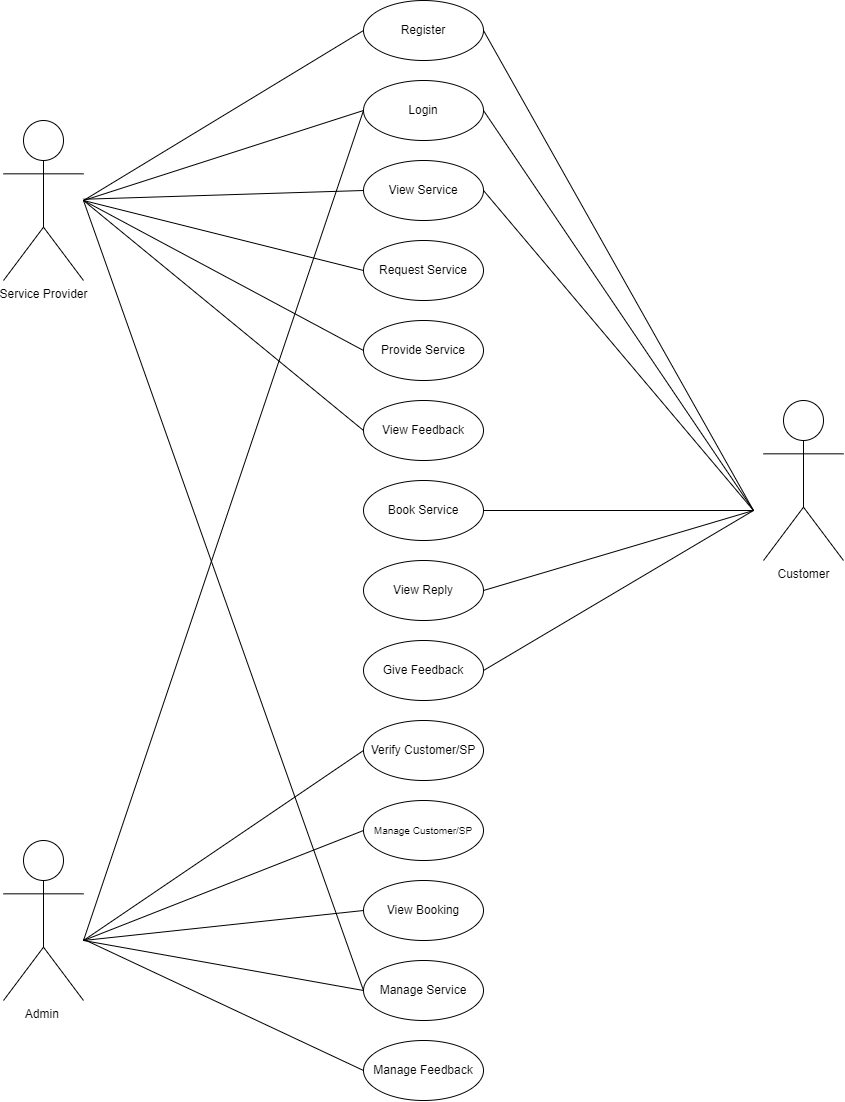 Register
Login
View Service
Request Service
Service Provider
Provide Service
View Feedback
Book Service
Customer
View Reply
Give Feedback
Verify Customer/SP
Manage Customer/SP
View Booking
Manage Service
Admin
Manage Feedback